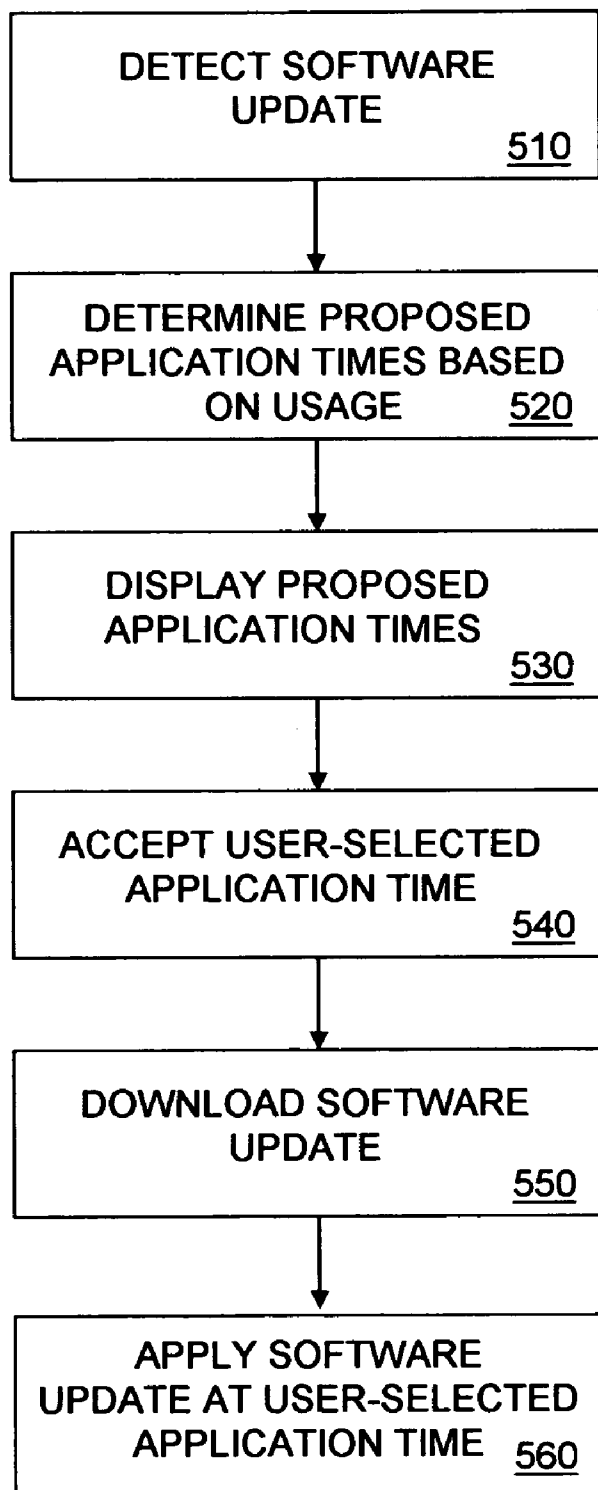 DETECT SOFTWARE
UPDATE
510
DETERMINE PROPOSED
APPLICATION TIMES BASED
ON USAGE 520
DISPLAY PROPOSED
APPLICATION TIMES
530
ACCEPT USER-SELECTED
APPLICATION TIME
540
DOWNLOAD SOFTWARE
UPDATE
550
APPLY SOFTWARE
UPDATE AT USER-SELECTED
APPLICATION TIME 560